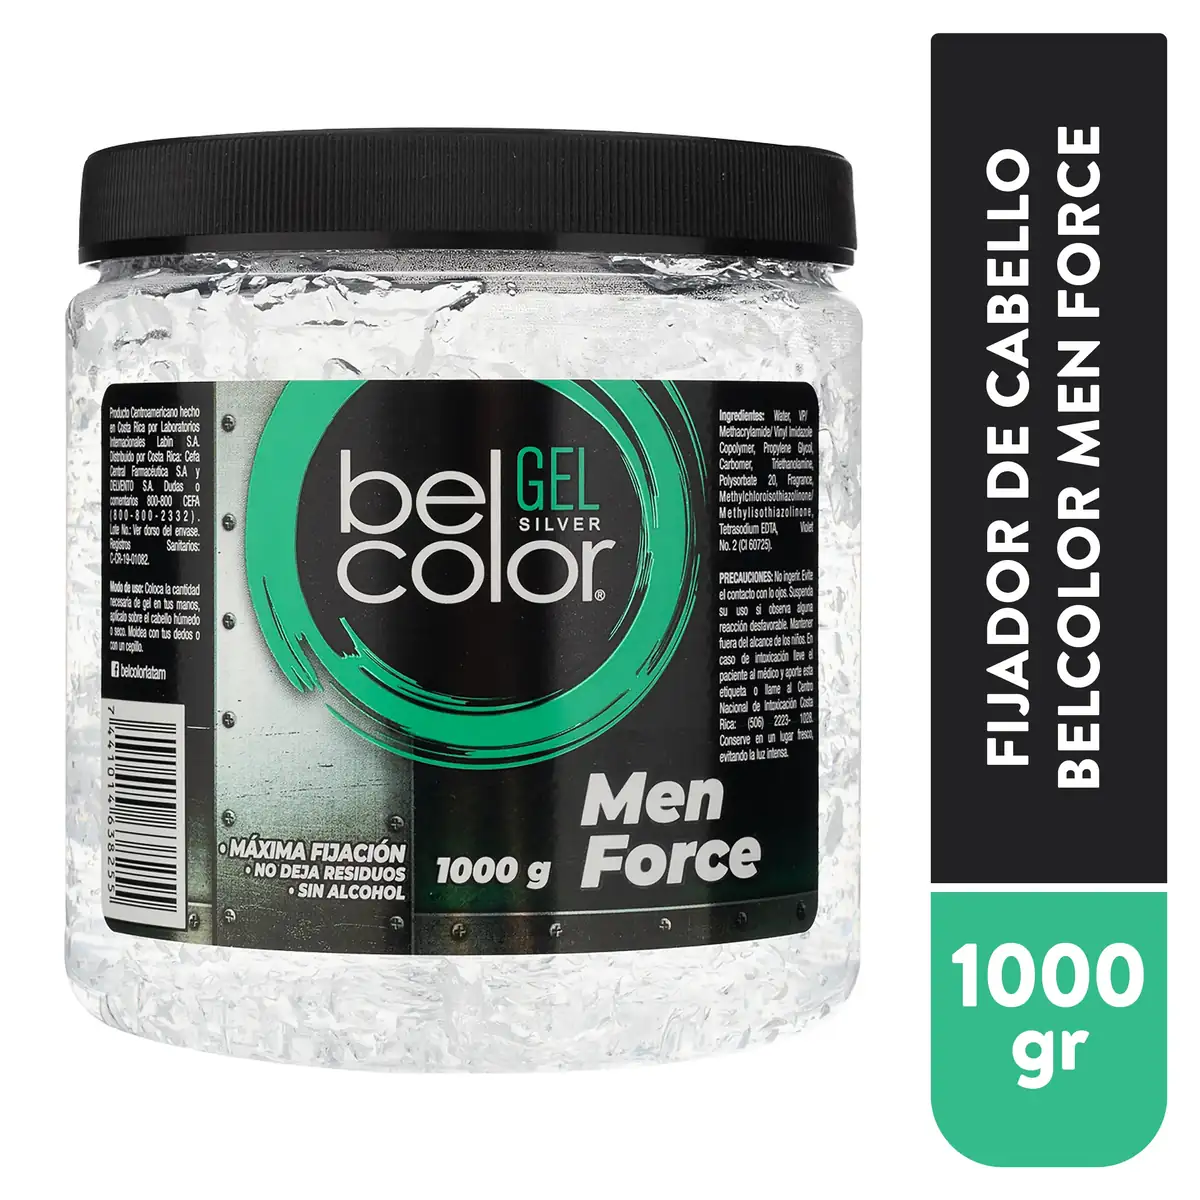 Producto Centroamericano hecho
en Costa Rica por Laboratorios
Internacionales Labin S.A.
Distribuido por Costa Rica: Cefa
Central Farmacéutica S.A y
DELVENTO S.A. Dudas o
comentarios 800-800 CEFA
(800-800-2332).
Lote No.: Ver dorso del envase.
Registros Sanitarios:
C-CR-19-01082.
Modo de uso: Coloca la cantidad
necesaria de gel en tus manos,
aplícalo sobre el cabello húmedo
o seco. Moldea con tus dedos o
con un cepillo.
f belcolorlatam
7 441014 638255
bel GEL
SILVER
color®
• MÁXIMA FIJACIÓN
• NO DEJA RESIDUOS
• SIN ALCOHOL
1000 g
Men
Force
Ingredientes: Water, VP/
Methacrylamide/ Vinyl Imidazole
Copolymer, Propylene Glycol,
Carbomer, Triethanolamine,
Polysorbate 20, Fragrance,
Methylchloroisothiazolinone/
Methylisothiazolinone,
Tetrasodium EDTA, Violet
No. 2 (CI 60725).
PRECAUCIONES: No ingerir. Evite
el contacto con lo ojos. Suspenda
su uso si observa alguna
reacción desfavorable. Mantener
fuera del alcance de los niños. En
caso de intoxicación lleve el
paciente al médico y aporte esta
etiqueta o llame al Centro
Nacional de Intoxicación Costa
Rica: (506) 2223- 1028.
Conserve en un lugar fresco,
evitando la luz intensa.
FIJADOR DE CABELLO
BELCOLOR MEN FORCE
1000
gr